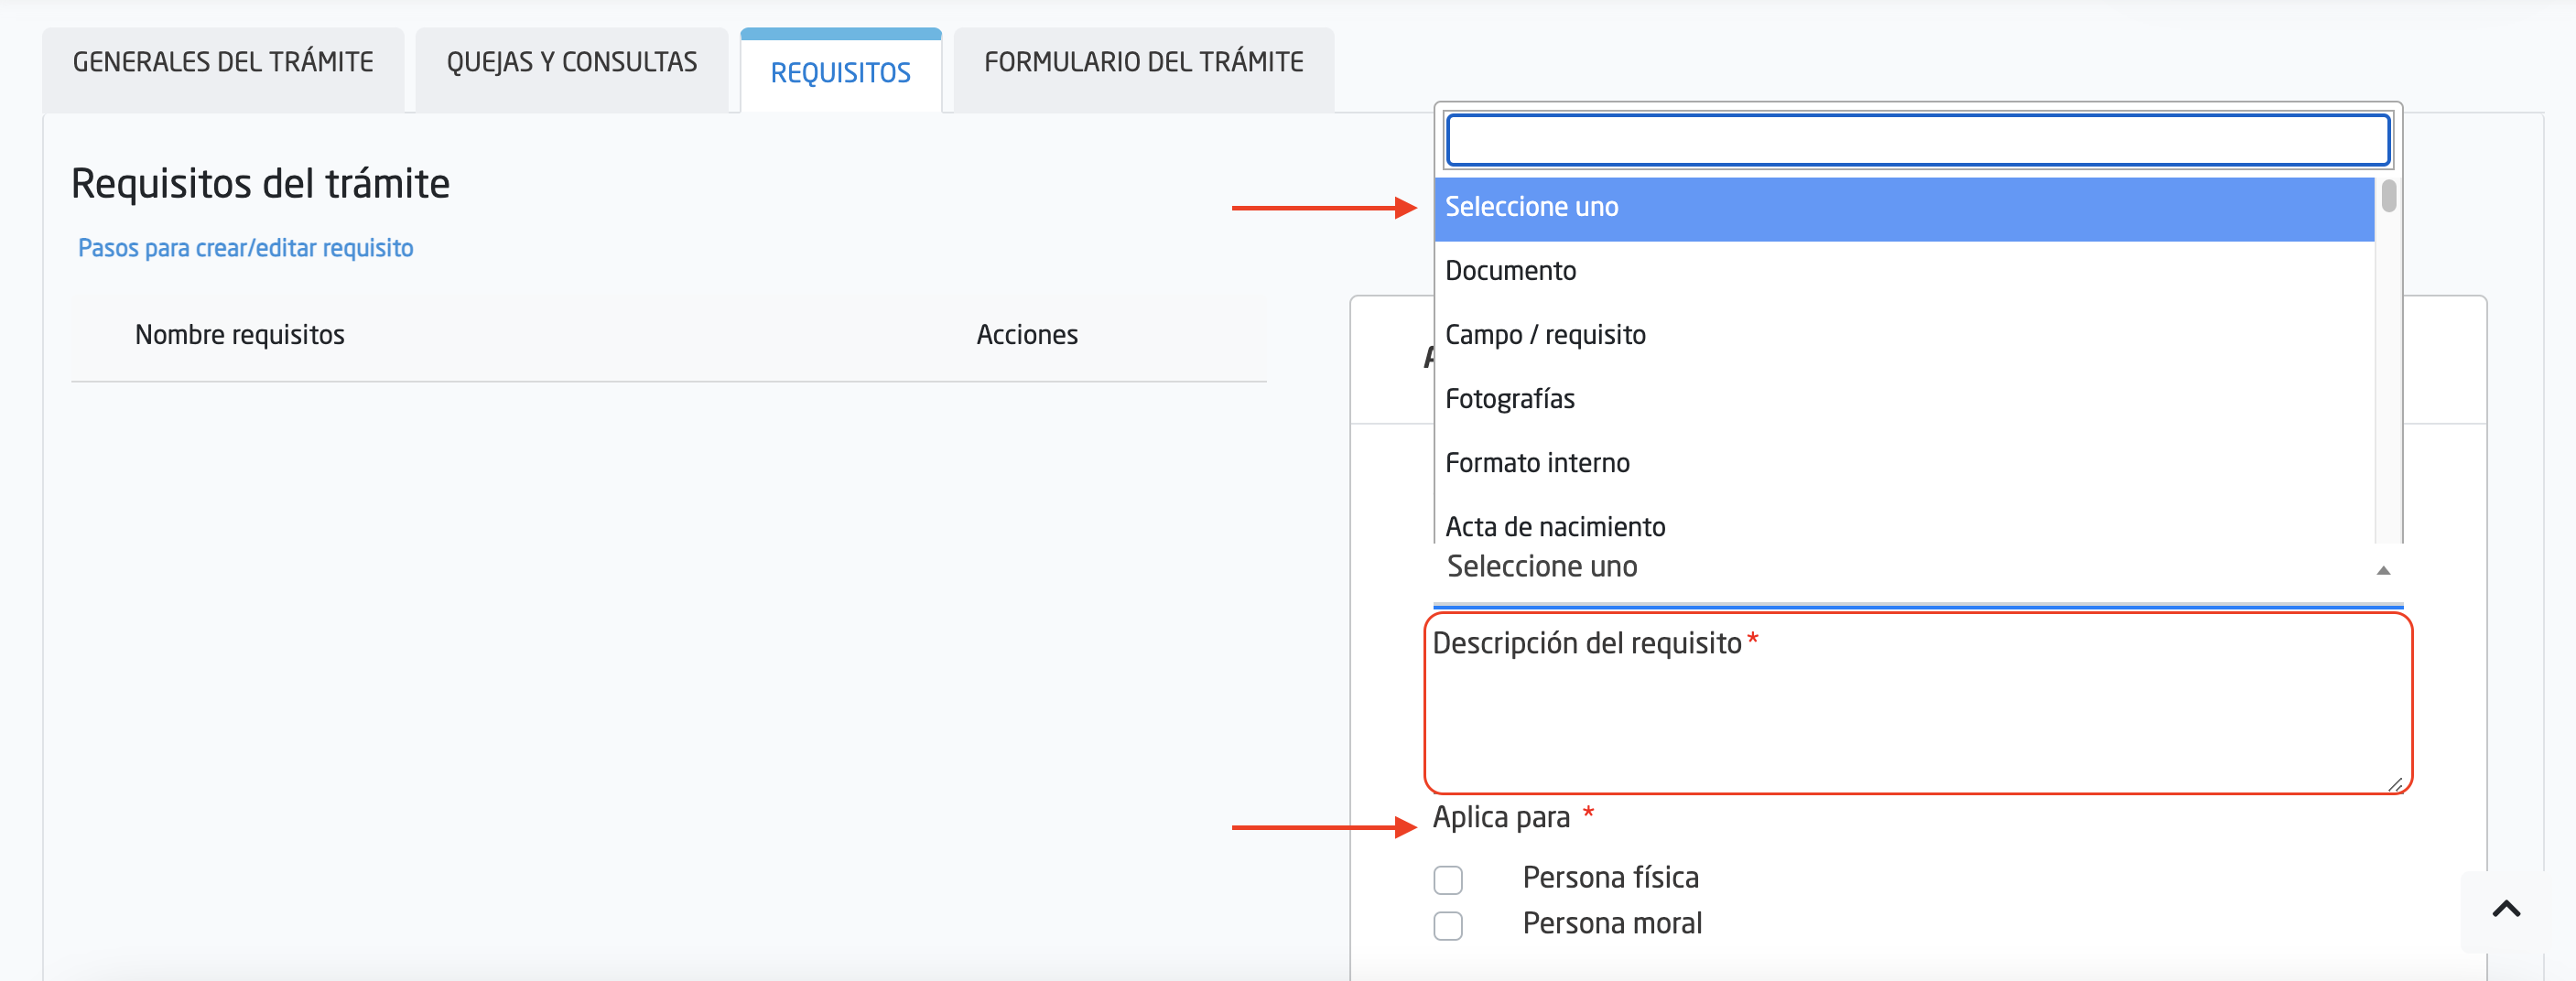 GENERALES DEL TRÁMITE
QUEJAS Y CONSULTAS
REQUISITOS
FORMULARIO DEL TRÁMITE
Requisitos del trámite
Pasos para crear/editar requisito
Nombre requisitos
Acciones
Seleccione uno
Documento
Campo / requisito
Fotografías
Formato interno
Acta de nacimiento
Seleccione uno
Descripción del requisito*
Aplica para *
Persona física
Persona moral